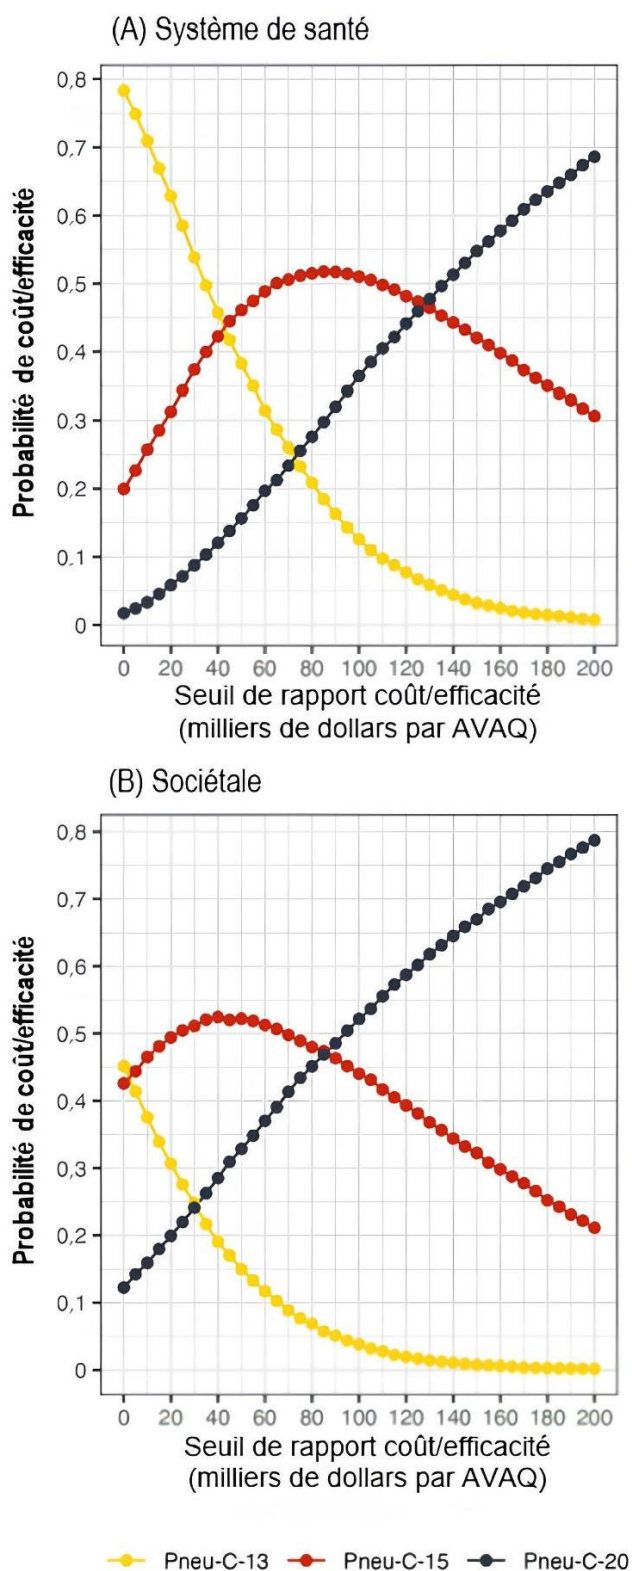 (A) Système de santé
0,8
0,7
0,6
0,5
0,4
0,3
0,2
0,1
0
Probabilité de coût/efficacité
0 20 40 60 80 100 120 140 160 180 200
Seuil de rapport coût/efficacité
(milliers de dollars par AVAQ)
(B) Sociétale
0,8
0,7
0,6
0,5
0,4
0,3
0,2
0,1
0
Probabilité de coût/efficacité
0 20 40 60 80 100 120 140 160 180 200
Seuil de rapport coût/efficacité
(milliers de dollars par AVAQ)
Pneu-C-13 Pneu-C-15 Pneu-C-20